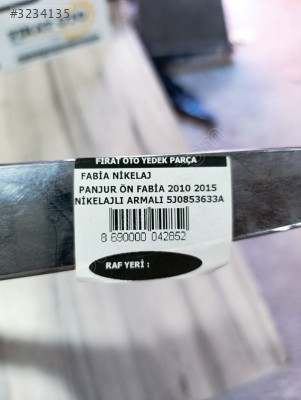 #3234135
FIRAT OTO YEDEK PARÇA
FABİA NİKELAJ
PANJUR ÖN FABİA 2010 2015
NİKELAJLI ARMALI 5J0853633A
8 690000 042852
RAF YERİ :